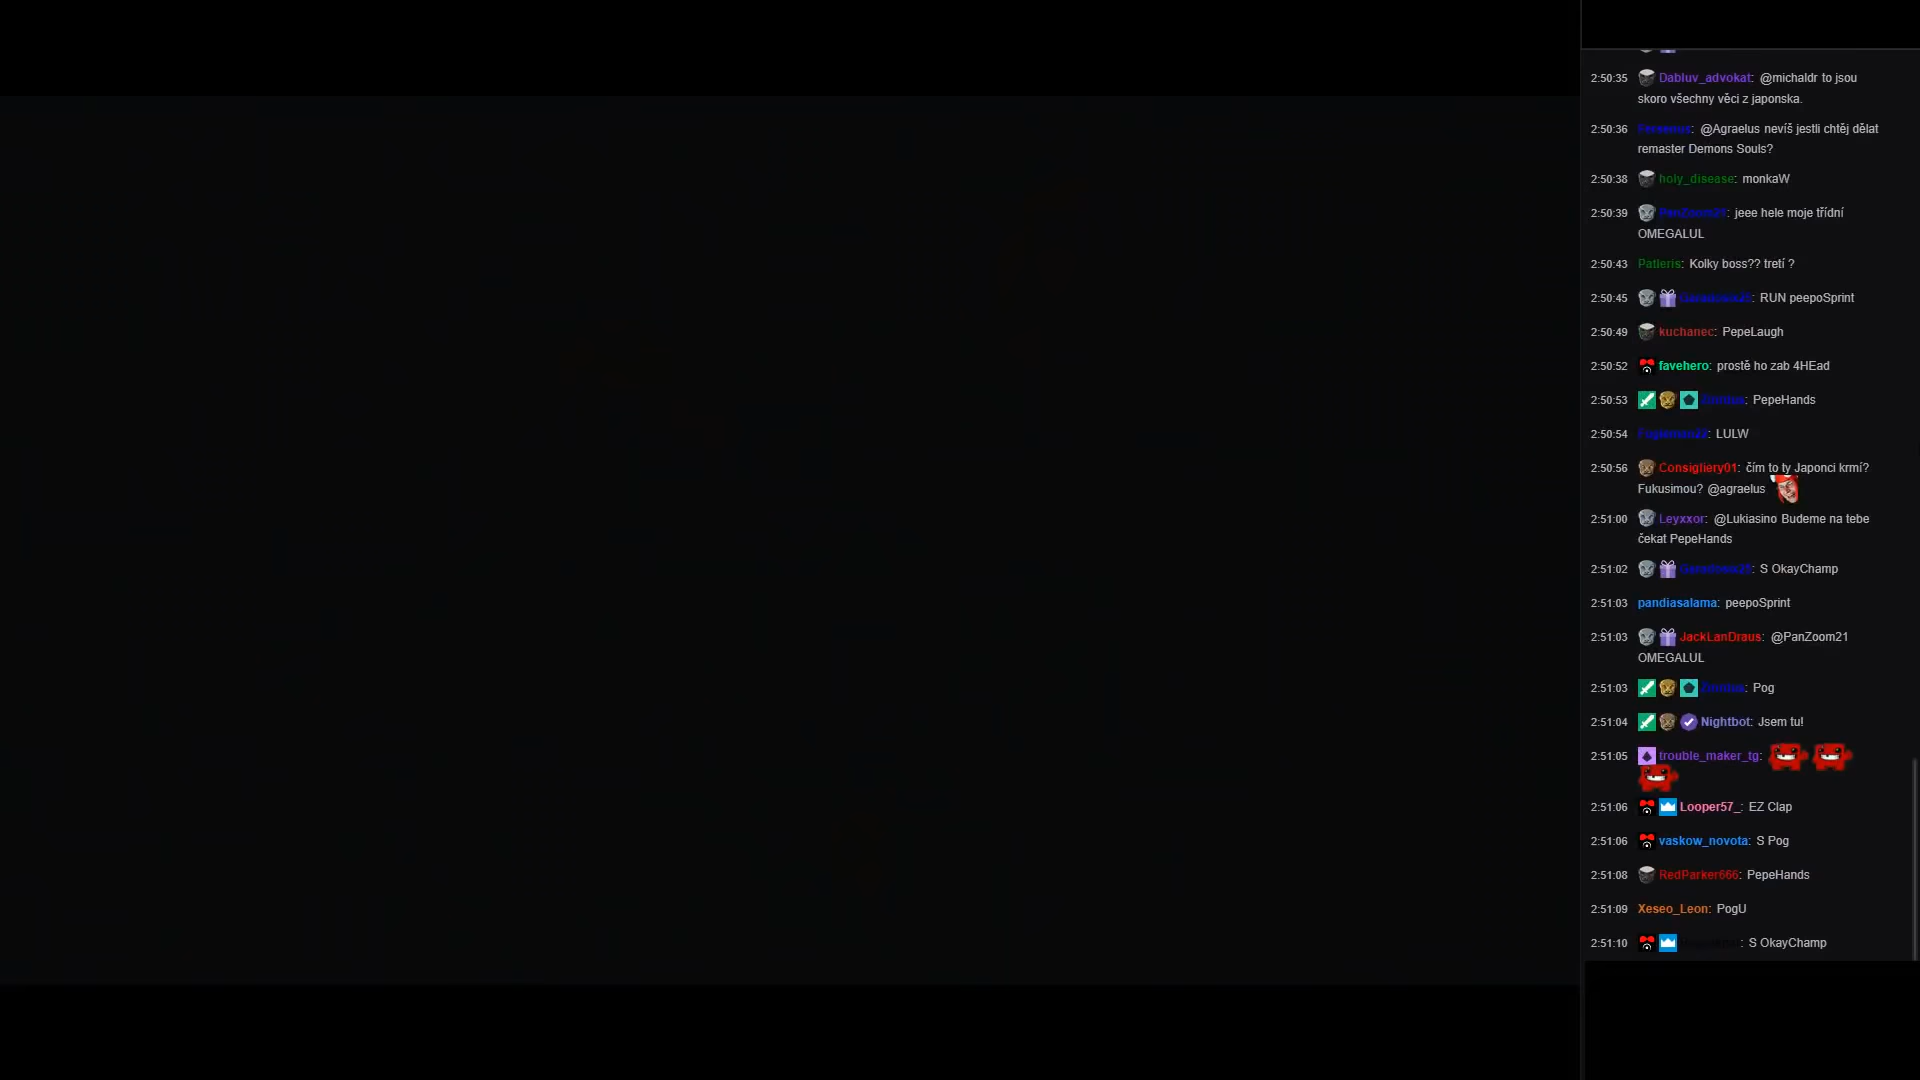 2:50:35 Dabluv_advokat: @michaldr to jsou
skoro všechny věci z japonska.
2:50:36 : @Agraelus nevíš jestli chtěj dělat
remaster Demons Souls?
2:50:38 holy_disease: monkaW
2:50:39 PanZoom21: jeee hele moje třídní
OMEGALUL
2:50:43 Patleris: Kolky boss?? tretí ?
2:50:45 : RUN peepoSprint
2:50:49 kuchanec: PepeLaugh
2:50:52 favehero: prostě ho zab 4HEad
2:50:53 : PepeHands
2:50:54 : LULW
2:50:56 Consigliery01: čím to ty Japonci krmí?
Fukusimou? @agraelus
2:51:00 Leyxxor: @Lukiasino Budeme na tebe
čekat PepeHands
2:51:02 : S OkayChamp
2:51:03 pandiasalama: peepoSprint
2:51:03 JackLanDraus: @PanZoom21
OMEGALUL
2:51:03 : Pog
2:51:04 Nightbot: Jsem tu!
2:51:05 trouble_maker_tg:
2:51:06 Looper57_: EZ Clap
2:51:06 vaskow_novota: S Pog
2:51:08 RedParker666: PepeHands
2:51:09 Xeseo_Leon: PogU
2:51:10 : S OkayChamp